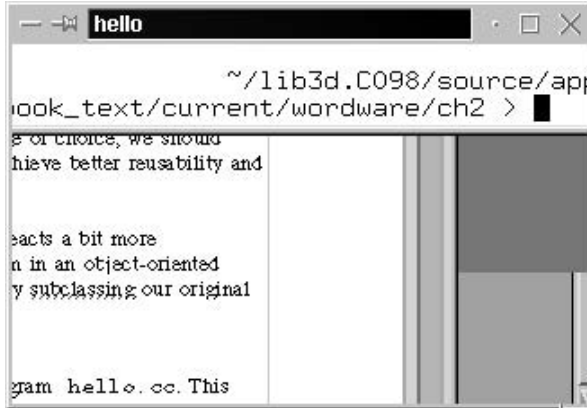 hello
~/lib3d.CO98/source/app
ook_text/current/wordware/ch2 >
e of choice, we should
hieve better reusability and
eacts a bit more
n in an object-oriented
y subclassing our original
gram hello.cc. This